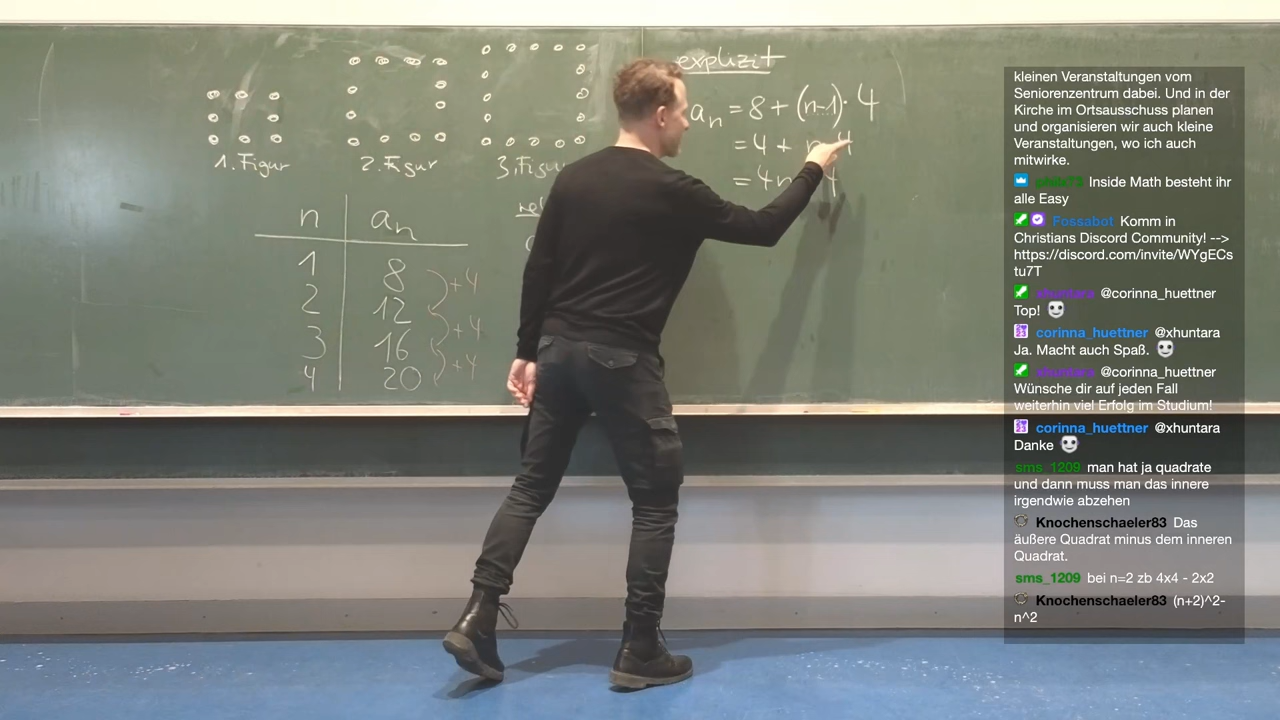 1. Figur
2. Figur
3. Figu
explizit
aₙ = 8 + (n-1)·4
= 4 + n·4
= 4n 4
n aₙ
1 8
2 12
3 16
4 20
+4
+4
+4
kleinen Veranstaltungen vom
Seniorenzentrum dabei. Und in der
Kirche im Ortsausschuss planen
und organisieren wir auch kleine
Veranstaltungen, wo ich auch
mitwirke.
Inside Math besteht ihr
alle Easy
Fossabot Komm in
Christians Discord Community! -->
https://discord.com/invite/WYgECs
tu7T
xhuntara @corinna_huettner
Top!
corinna_huettner @xhuntara
Ja. Macht auch Spaß.
xhuntara @corinna_huettner
Wünsche dir auf jeden Fall
weiterhin viel Erfolg im Studium!
corinna_huettner @xhuntara
Danke
sms_1209 man hat ja quadrate
und dann muss man das innere
irgendwie abzehen
Knochenschaeler83 Das
äußere Quadrat minus dem inneren
Quadrat.
sms_1209 bei n=2 zb 4x4 - 2x2
Knochenschaeler83 (n+2)^2-
n^2